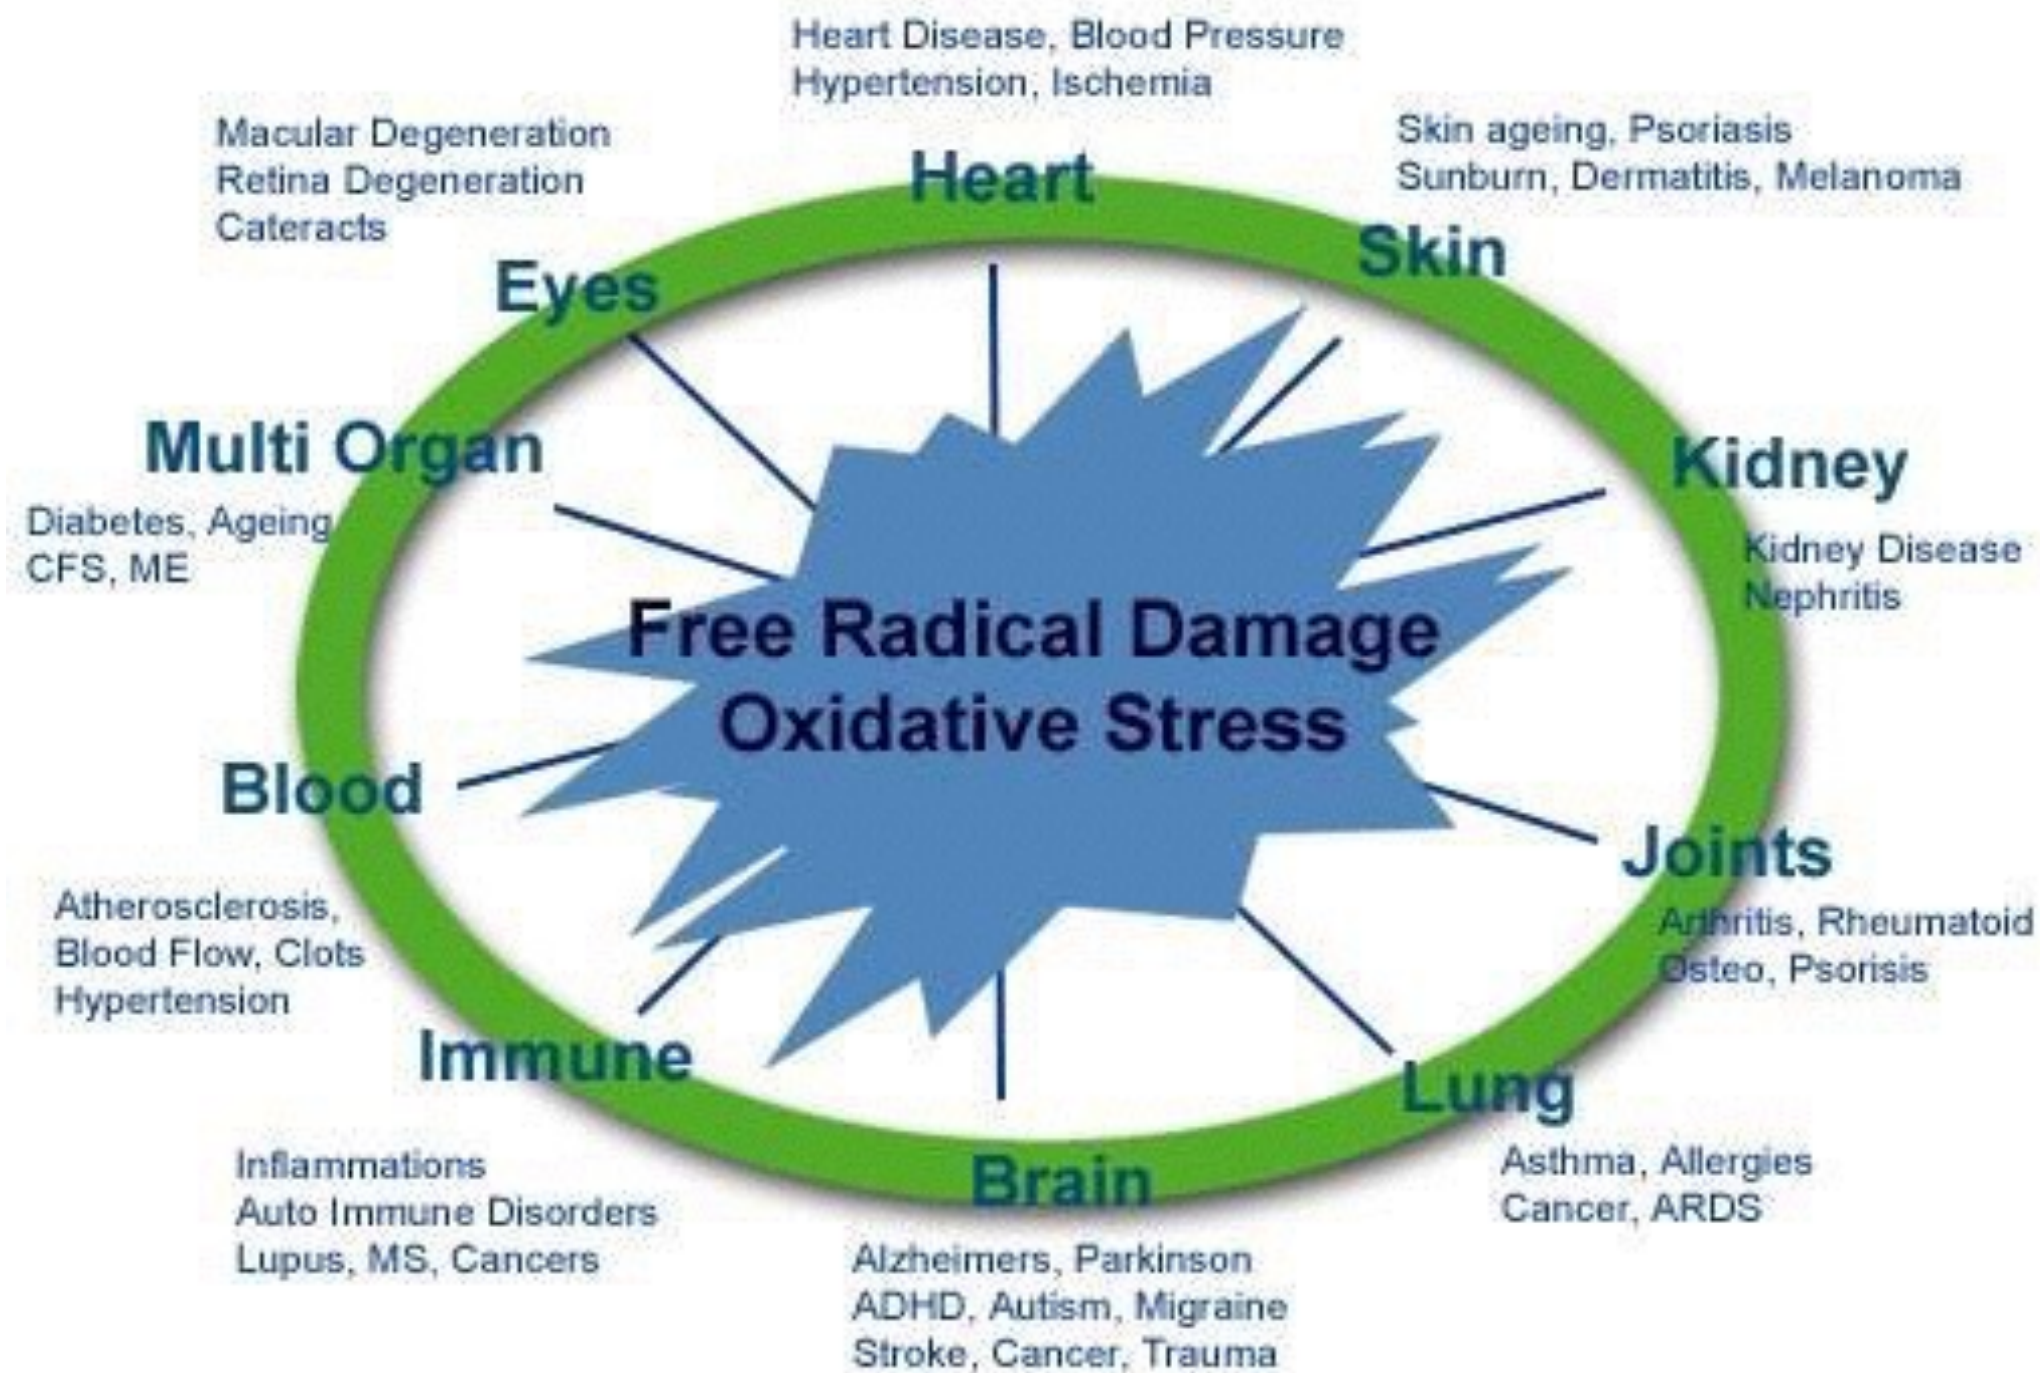 Heart Disease, Blood Pressure
Hypertension, Ischemia
Heart
Skin ageing, Psoriasis
Sunburn, Dermatitis, Melanoma
Skin
Macular Degeneration
Retina Degeneration
Cateracts
Eyes
Multi Organ
Diabetes, Ageing
CFS, ME
Kidney
Kidney Disease
Nephritis
Free Radical Damage
Oxidative Stress
Blood
Atherosclerosis,
Blood Flow, Clots
Hypertension
Joints
Arthritis, Rheumatoid
Osteo, Psorisis
Immune
Inflammations
Auto Immune Disorders
Lupus, MS, Cancers
Brain
Alzheimers, Parkinson
ADHD, Autism, Migraine
Stroke, Cancer, Trauma
Lung
Asthma, Allergies
Cancer, ARDS